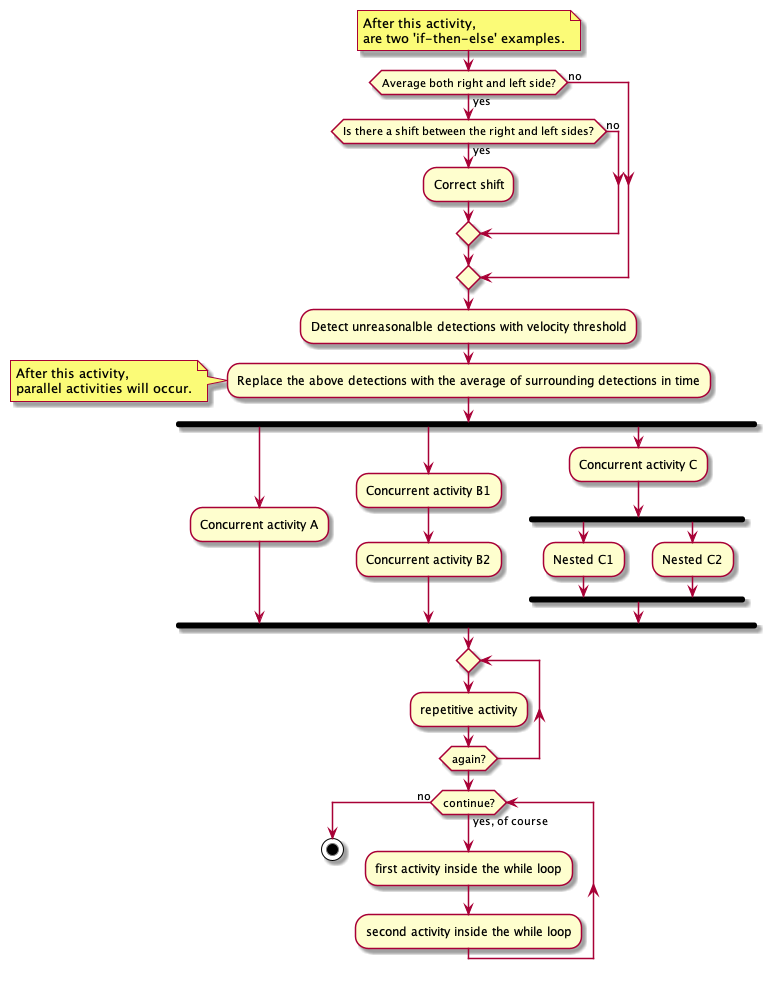 After this activity,
are two 'if-then-else' examples.
Average both right and left side?
no
yes
Is there a shift between the right and left sides?
no
yes
Correct shift
Detect unreasonalble detections with velocity threshold
After this activity,
parallel activities will occur.
Replace the above detections with the average of surrounding detections in time
Concurrent activity A
Concurrent activity B1
Concurrent activity B2
Concurrent activity C
Nested C1
Nested C2
repetitive activity
again?
continue?
no
yes, of course
first activity inside the while loop
second activity inside the while loop